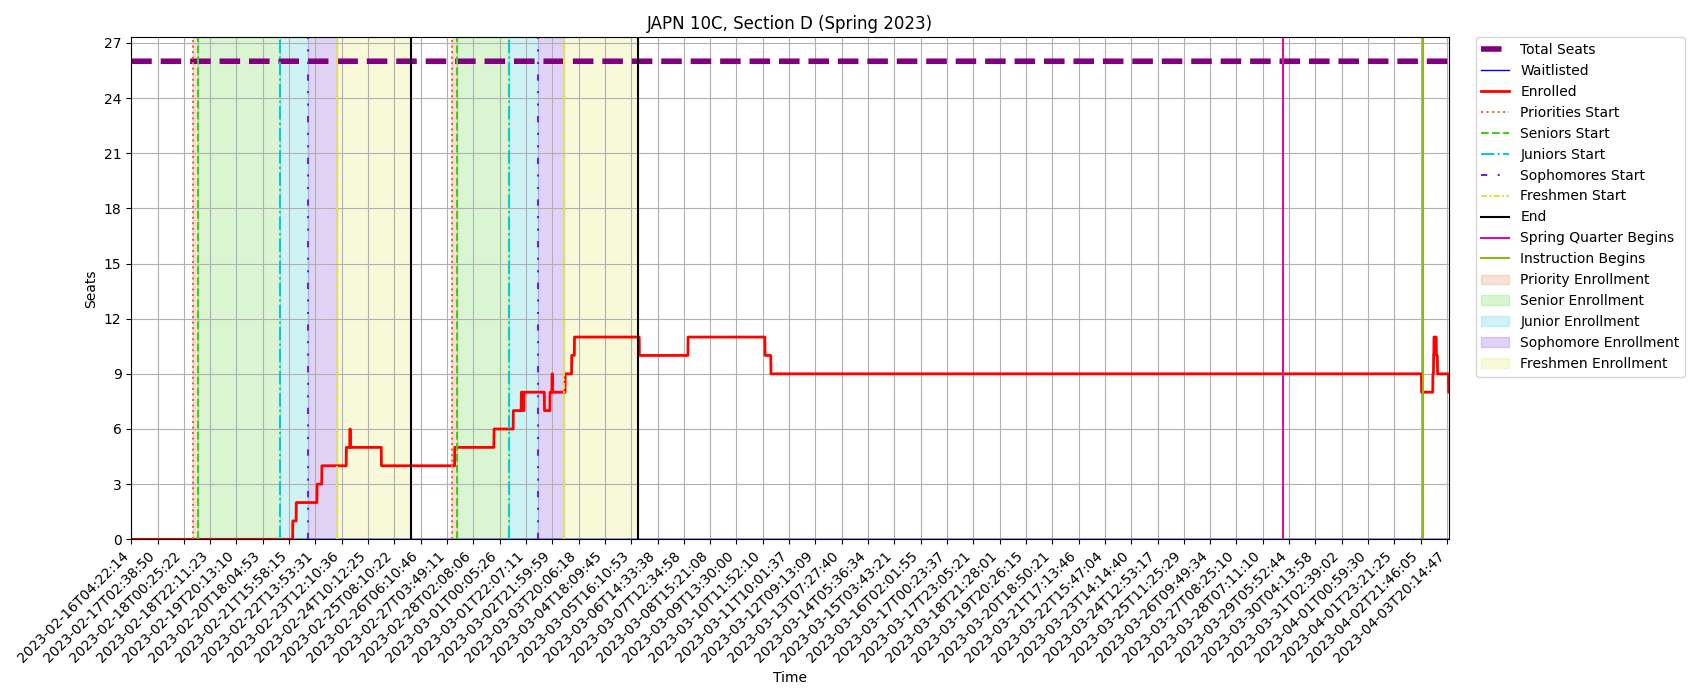 JAPN 10C, Section D (Spring 2023)
Seats
27
24
21
18
15
12
9
6
3
0
2023-02-16T04:22:14
2023-02-17T02:38:50
2023-02-18T00:25:22
2023-02-18T22:11:23
2023-02-19T20:13:10
2023-02-20T18:04:53
2023-02-21T15:58:15
2023-02-22T13:53:31
2023-02-23T12:10:36
2023-02-24T10:12:25
2023-02-25T08:10:22
2023-02-26T06:10:46
2023-02-27T03:49:11
2023-02-28T02:08:06
2023-03-01T00:05:26
2023-03-01T22:07:11
2023-03-02T21:59:59
2023-03-03T20:06:18
2023-03-04T18:09:45
2023-03-05T16:10:53
2023-03-06T14:33:38
2023-03-07T12:34:58
2023-03-08T15:21:08
2023-03-09T13:30:00
2023-03-10T11:52:10
2023-03-11T10:01:37
2023-03-12T09:13:09
2023-03-13T07:27:40
2023-03-14T05:36:34
2023-03-15T03:43:21
2023-03-16T02:01:55
2023-03-17T00:23:37
2023-03-17T23:05:21
2023-03-18T21:28:01
2023-03-19T20:26:15
2023-03-20T18:50:21
2023-03-21T17:13:46
2023-03-22T15:47:04
2023-03-23T14:14:40
2023-03-24T12:53:17
2023-03-25T11:25:29
2023-03-26T09:49:34
2023-03-27T08:25:10
2023-03-28T07:11:10
2023-03-29T05:52:44
2023-03-30T04:13:58
2023-03-31T02:39:02
2023-04-01T00:59:30
2023-04-01T23:21:25
2023-04-02T21:46:05
2023-04-03T20:14:47
Time
Total Seats
Waitlisted
Enrolled
Priorities Start
Seniors Start
Juniors Start
Sophomores Start
Freshmen Start
End
Spring Quarter Begins
Instruction Begins
Priority Enrollment
Senior Enrollment
Junior Enrollment
Sophomore Enrollment
Freshmen Enrollment